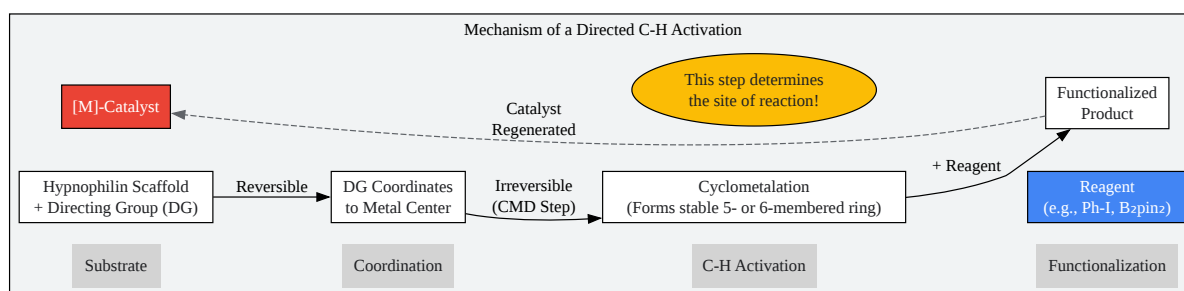 Mechanism of a Directed C-H Activation
[M]-Catalyst
Catalyst
Regenerated
This step determines
the site of reaction!
Functionalized
Product
Hypnophilin Scaffold
+ Directing Group (DG)
Reversible
DG Coordinates
to Metal Center
Irreversible
(CMD Step)
Cyclometalation
(Forms stable 5- or 6-membered ring)
+ Reagent
Reagent
(e.g., Ph-I, B₂pin₂)
Substrate
Coordination
C-H Activation
Functionalization